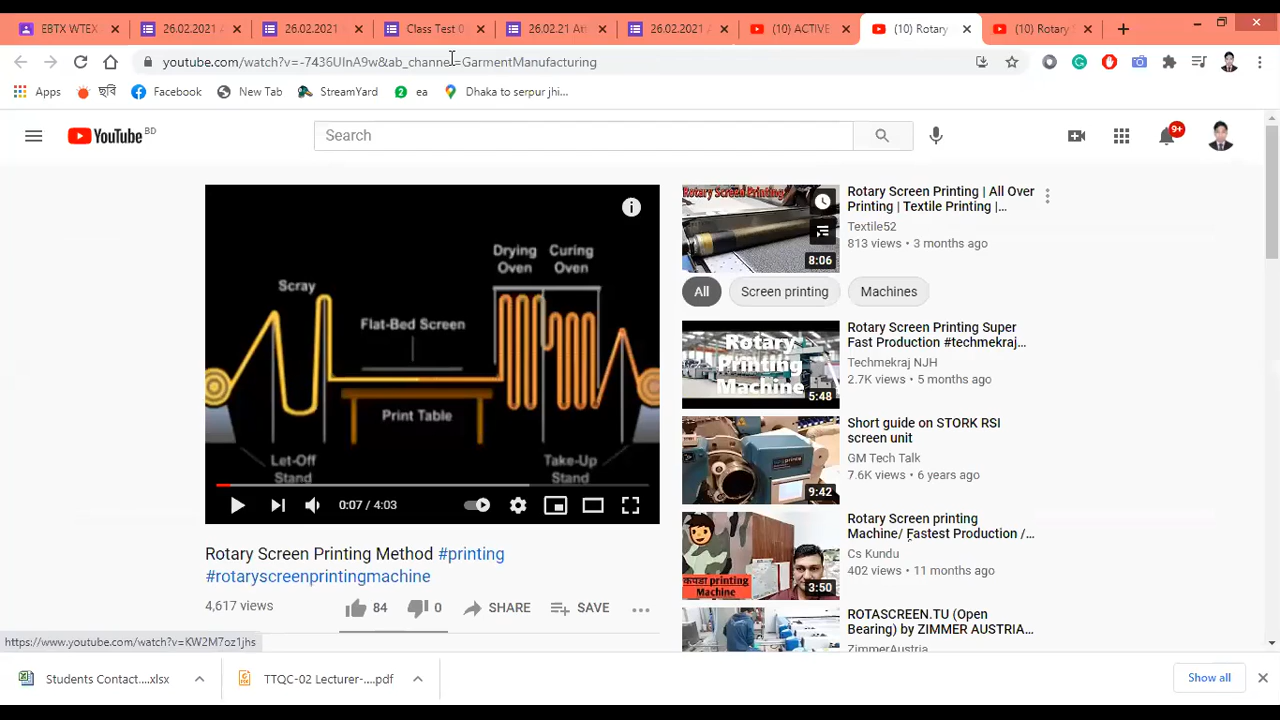 EBTX WTEX
26.02.2021 /
26.02.2021
Class Test 0
26.02.21 Att
26.02.2021 /
(10) ACTIVE
(10) Rotary
(10) Rotary S
youtube.com/watch?v=-7436UInA9w&ab_channel=GarmentManufacturing
Apps
ছবি
Facebook
New Tab
StreamYard
2 ea
Dhaka to serpur jhi...
YouTube BD
Search
9+
Scray
Flat-Bed Screen
Drying Oven
Curing Oven
Print Table
Let-Off
Stand
Take-Up
Stand
0:07 / 4:03
Rotary Screen Printing Method #printing
#rotaryscreenprintingmachine
4,617 views
84
0
SHARE
SAVE
https://www.youtube.com/watch?v=KW2M7oz1jhs
Rotary Screen Printing
8:06
Rotary Screen Printing | All Over
Printing | Textile Printing |...
Textile52
813 views • 3 months ago
All
Screen printing
Machines
Rotary
Printing
Machine
5:48
Rotary Screen Printing Super
Fast Production #techmekraj...
Techmekraj NJH
2.7K views • 5 months ago
9:42
Short guide on STORK RSI
screen unit
GM Tech Talk
7.6K views • 6 years ago
कपडा printing
Machine
3:50
Rotary Screen printing
Machine/ Fastest Production /...
Cs Kundu
402 views • 11 months ago
ROTASCREEN.TU (Open
Bearing) by ZIMMER AUSTRIA...
ZimmerAustria
Students Contact....xlsx
TTQC-02 Lecturer-....pdf
Show all